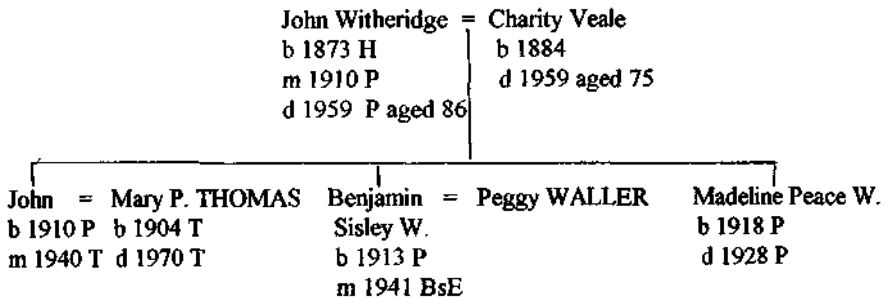 John Witheridge = Charity Veale
b 1873 H b 1884
m 1910 P d 1959 aged 75
d 1959 P aged 86
John = Mary P. THOMAS Benjamin = Peggy WALLER Madeline Peace W.
b 1910 P b 1904 T Sisley W. b 1918 P
m 1940 T d 1970 T b 1913 P d 1928 P
m 1941 BsE